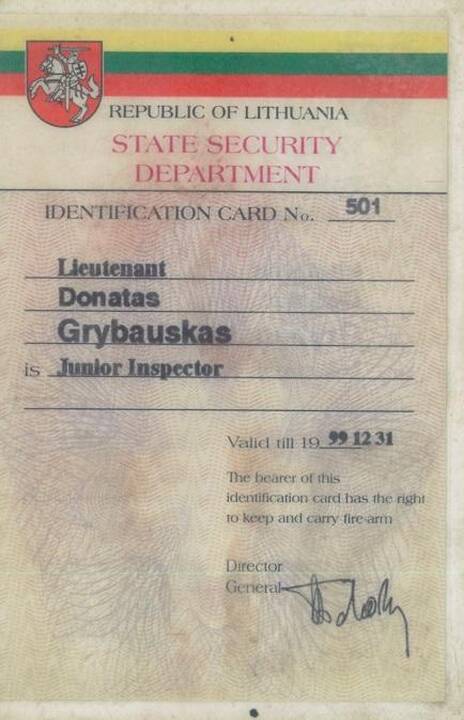 REPUBLIC OF LITHUANIA
STATE SECURITY
DEPARTMENT
IDENTIFICATION CARD No. 501
Lieutenant
Donatas
Grybauskas
is Junior Inspector
Valid till 19 99 12 31
The bearer of this
identification card has the right
to keep and carry fire-arm
Director
General